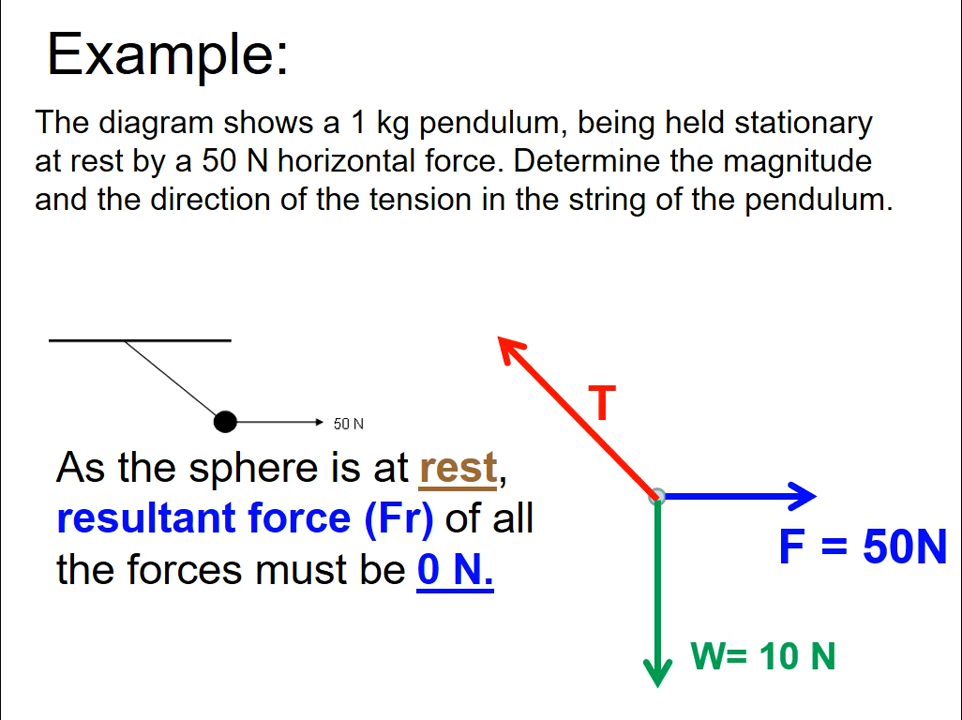 Example:
The diagram shows a 1 kg pendulum, being held stationary
at rest by a 50 N horizontal force. Determine the magnitude
and the direction of the tension in the string of the pendulum.
50 N
As the sphere is at rest,
resultant force (Fr) of all
the forces must be 0 N.
T
F = 50N
W= 10 N